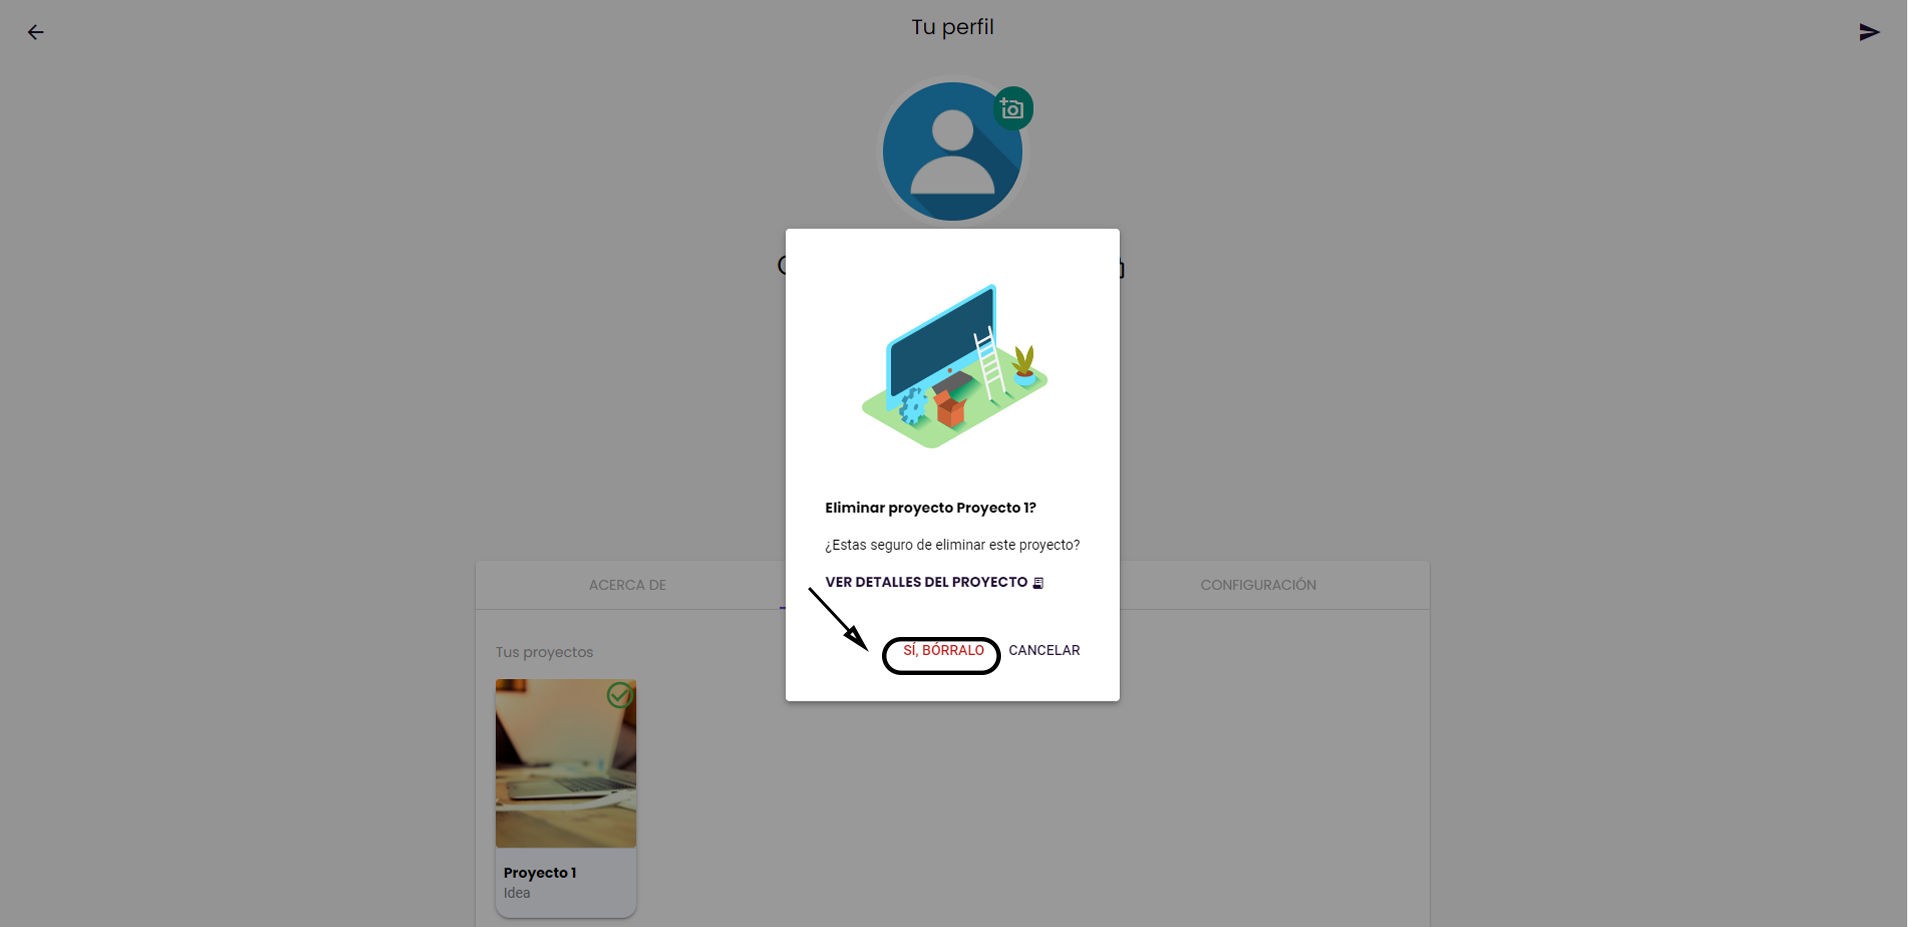 Tu perfil
Eliminar proyecto Proyecto 1?
¿Estas seguro de eliminar este proyecto?
VER DETALLES DEL PROYECTO
SÍ, BÓRRALO CANCELAR
ACERCA DE
CONFIGURACIÓN
Tus proyectos
Proyecto 1
Idea